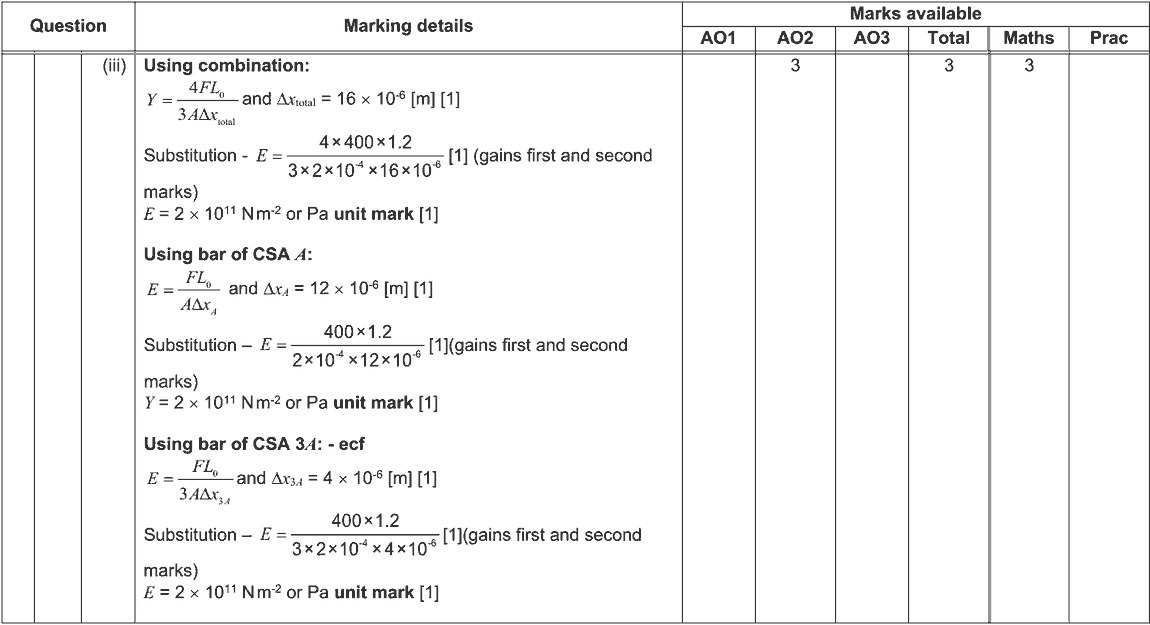 Question Marking details Marks available
AO1 AO2 AO3 Total Maths Prac
(iii) Using combination: 3 3 3
Y = 4FL₀ / 3AΔx_total and Δx_total = 16 × 10⁻⁶ [m] [1]
Substitution - E = 4×400×1.2 / 3×2×10⁻⁴×16×10⁻⁶ [1] (gains first and second
marks)
E = 2 × 10¹¹ N m⁻² or Pa unit mark [1]
Using bar of CSA A:
E = FL₀ / AΔx_A and Δx_A = 12 × 10⁻⁶ [m] [1]
Substitution – E = 400×1.2 / 2×10⁻⁴×12×10⁻⁶ [1](gains first and second
marks)
Y = 2 × 10¹¹ N m⁻² or Pa unit mark [1]
Using bar of CSA 3A: - ecf
E = FL₀ / 3AΔx_3A and Δx_3A = 4 × 10⁻⁶ [m] [1]
Substitution – E = 400×1.2 / 3×2×10⁻⁴×4×10⁻⁶ [1](gains first and second
marks)
E = 2 × 10¹¹ N m⁻² or Pa unit mark [1]